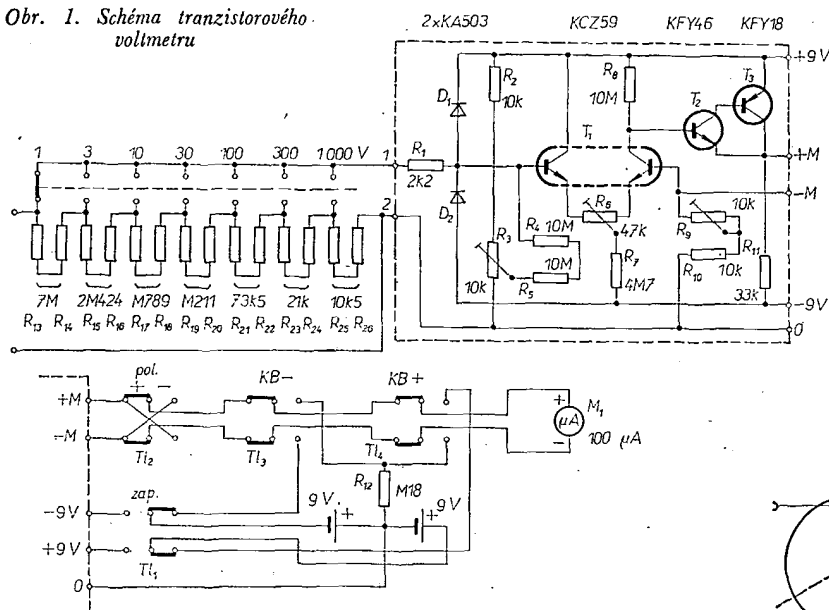 Obr. 1. Schéma tranzistorového
voltmetru
2×KA503 KCZ59 KFY46 KFY18
+9V
R₂
10k
R₈
10M
T₂
T₃
D₁
T₁
1 3 10 30 100 300 1000 V
1
R₁
2k2
+M
-M
2
D₂
R₆
47k
10k
R₉
R₃
R₄
10M
10M
R₅
R₇
4M7
R₁₀
10k
R₁₁
33k
10k
-9V
0
7M 2M424 M789 M211 73k5 21k 10k5
R₁₃ R₁₄ R₁₅ R₁₆ R₁₇ R₁₈ R₁₉ R₂₀ R₂₁ R₂₂ R₂₃ R₂₄ R₂₅ R₂₆
pol.
+ -
KB- KB+
+M
-M
Tl₂
Tl₃
Tl₄
+
μA
-
M₁
100 μA
R₁₂
M18
zap.
9V
+
9V
+
-9V
+9V
Tl₁
0